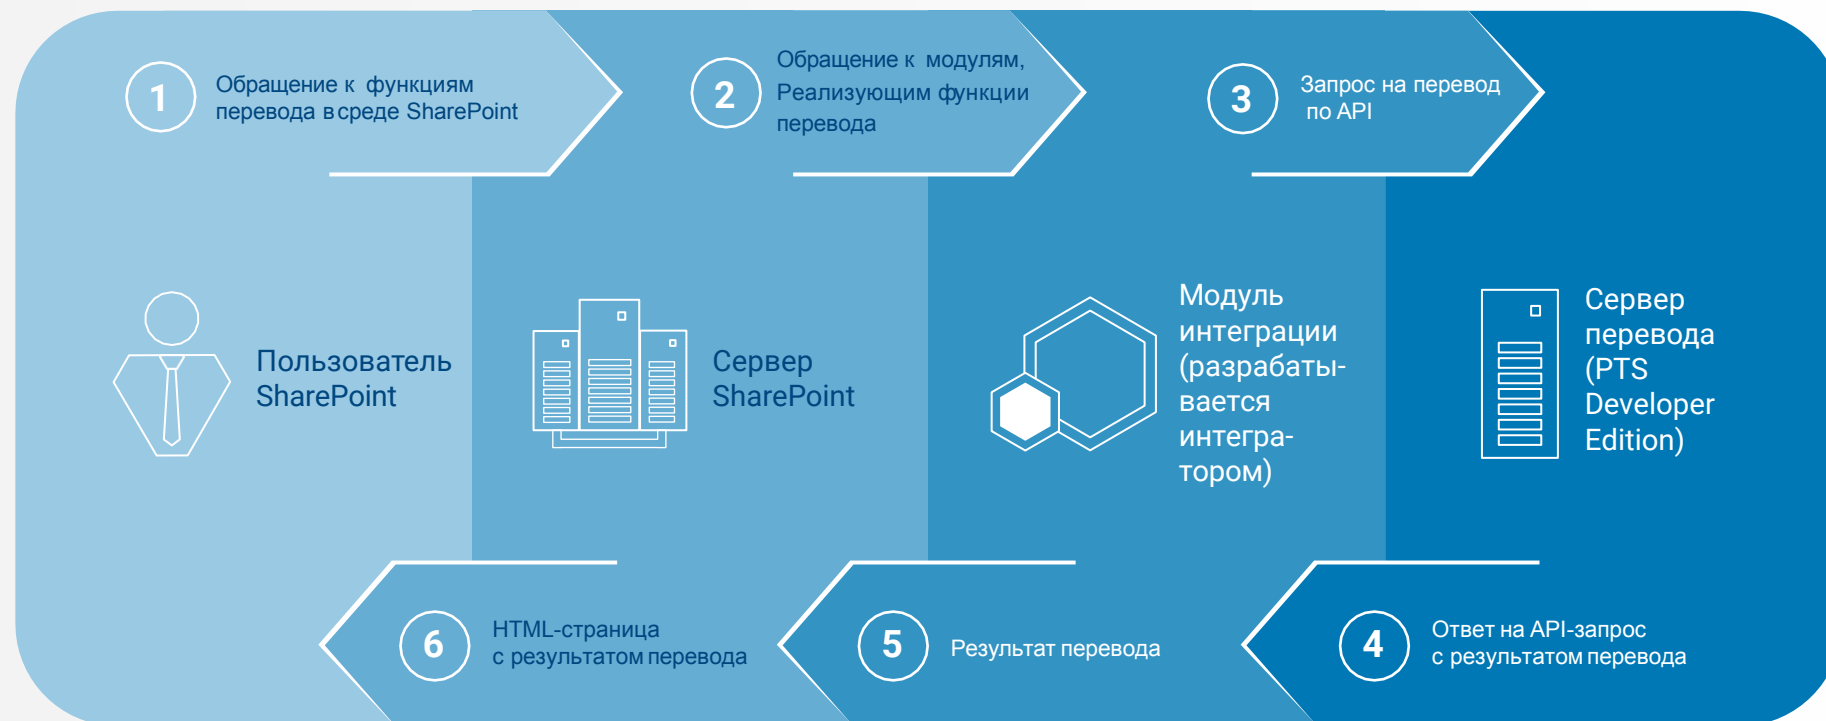 1
Обращение к функциям
перевода в среде SharePoint
2
Обращение к модулям,
Реализующим функции
перевода
3
Запрос на перевод
по API
Пользователь
SharePoint
Сервер
SharePoint
Модуль
интеграции
(разрабаты-
вается
интегра-
тором)
Сервер
перевода
(PTS
Developer
Edition)
6
HTML-страница
с результатом перевода
5
Результат перевода
4
Ответ на API-запрос
с результатом перевода